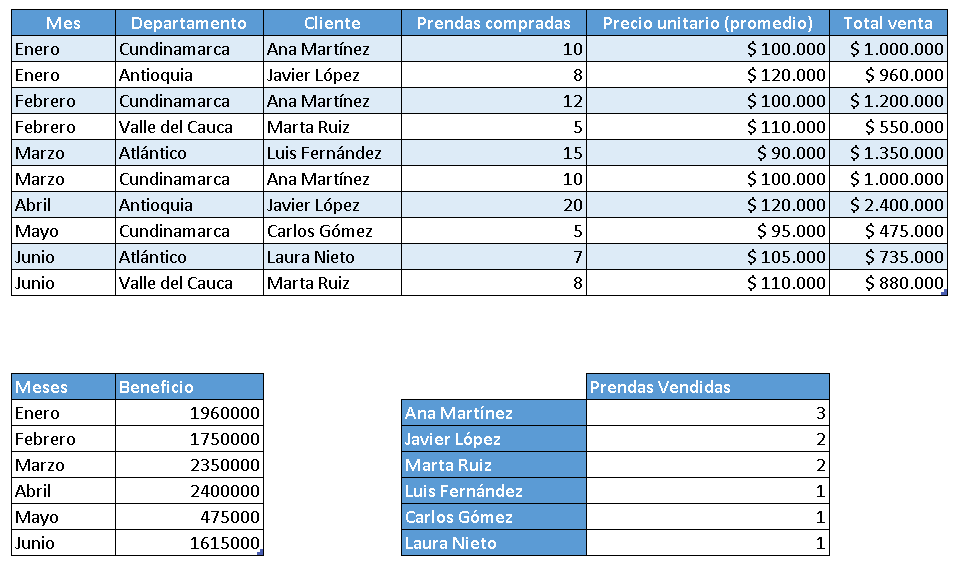 Mes Departamento Cliente Prendas compradas Precio unitario (promedio) Total venta
Enero Cundinamarca Ana Martínez 10 $ 100.000 $ 1.000.000
Enero Antioquia Javier López 8 $ 120.000 $ 960.000
Febrero Cundinamarca Ana Martínez 12 $ 100.000 $ 1.200.000
Febrero Valle del Cauca Marta Ruiz 5 $ 110.000 $ 550.000
Marzo Atlántico Luis Fernández 15 $ 90.000 $ 1.350.000
Marzo Cundinamarca Ana Martínez 10 $ 100.000 $ 1.000.000
Abril Antioquia Javier López 20 $ 120.000 $ 2.400.000
Mayo Cundinamarca Carlos Gómez 5 $ 95.000 $ 475.000
Junio Atlántico Laura Nieto 7 $ 105.000 $ 735.000
Junio Valle del Cauca Marta Ruiz 8 $ 110.000 $ 880.000
Meses Beneficio
Enero 1960000
Febrero 1750000
Marzo 2350000
Abril 2400000
Mayo 475000
Junio 1615000
Prendas Vendidas
Ana Martínez 3
Javier López 2
Marta Ruiz 2
Luis Fernández 1
Carlos Gómez 1
Laura Nieto 1